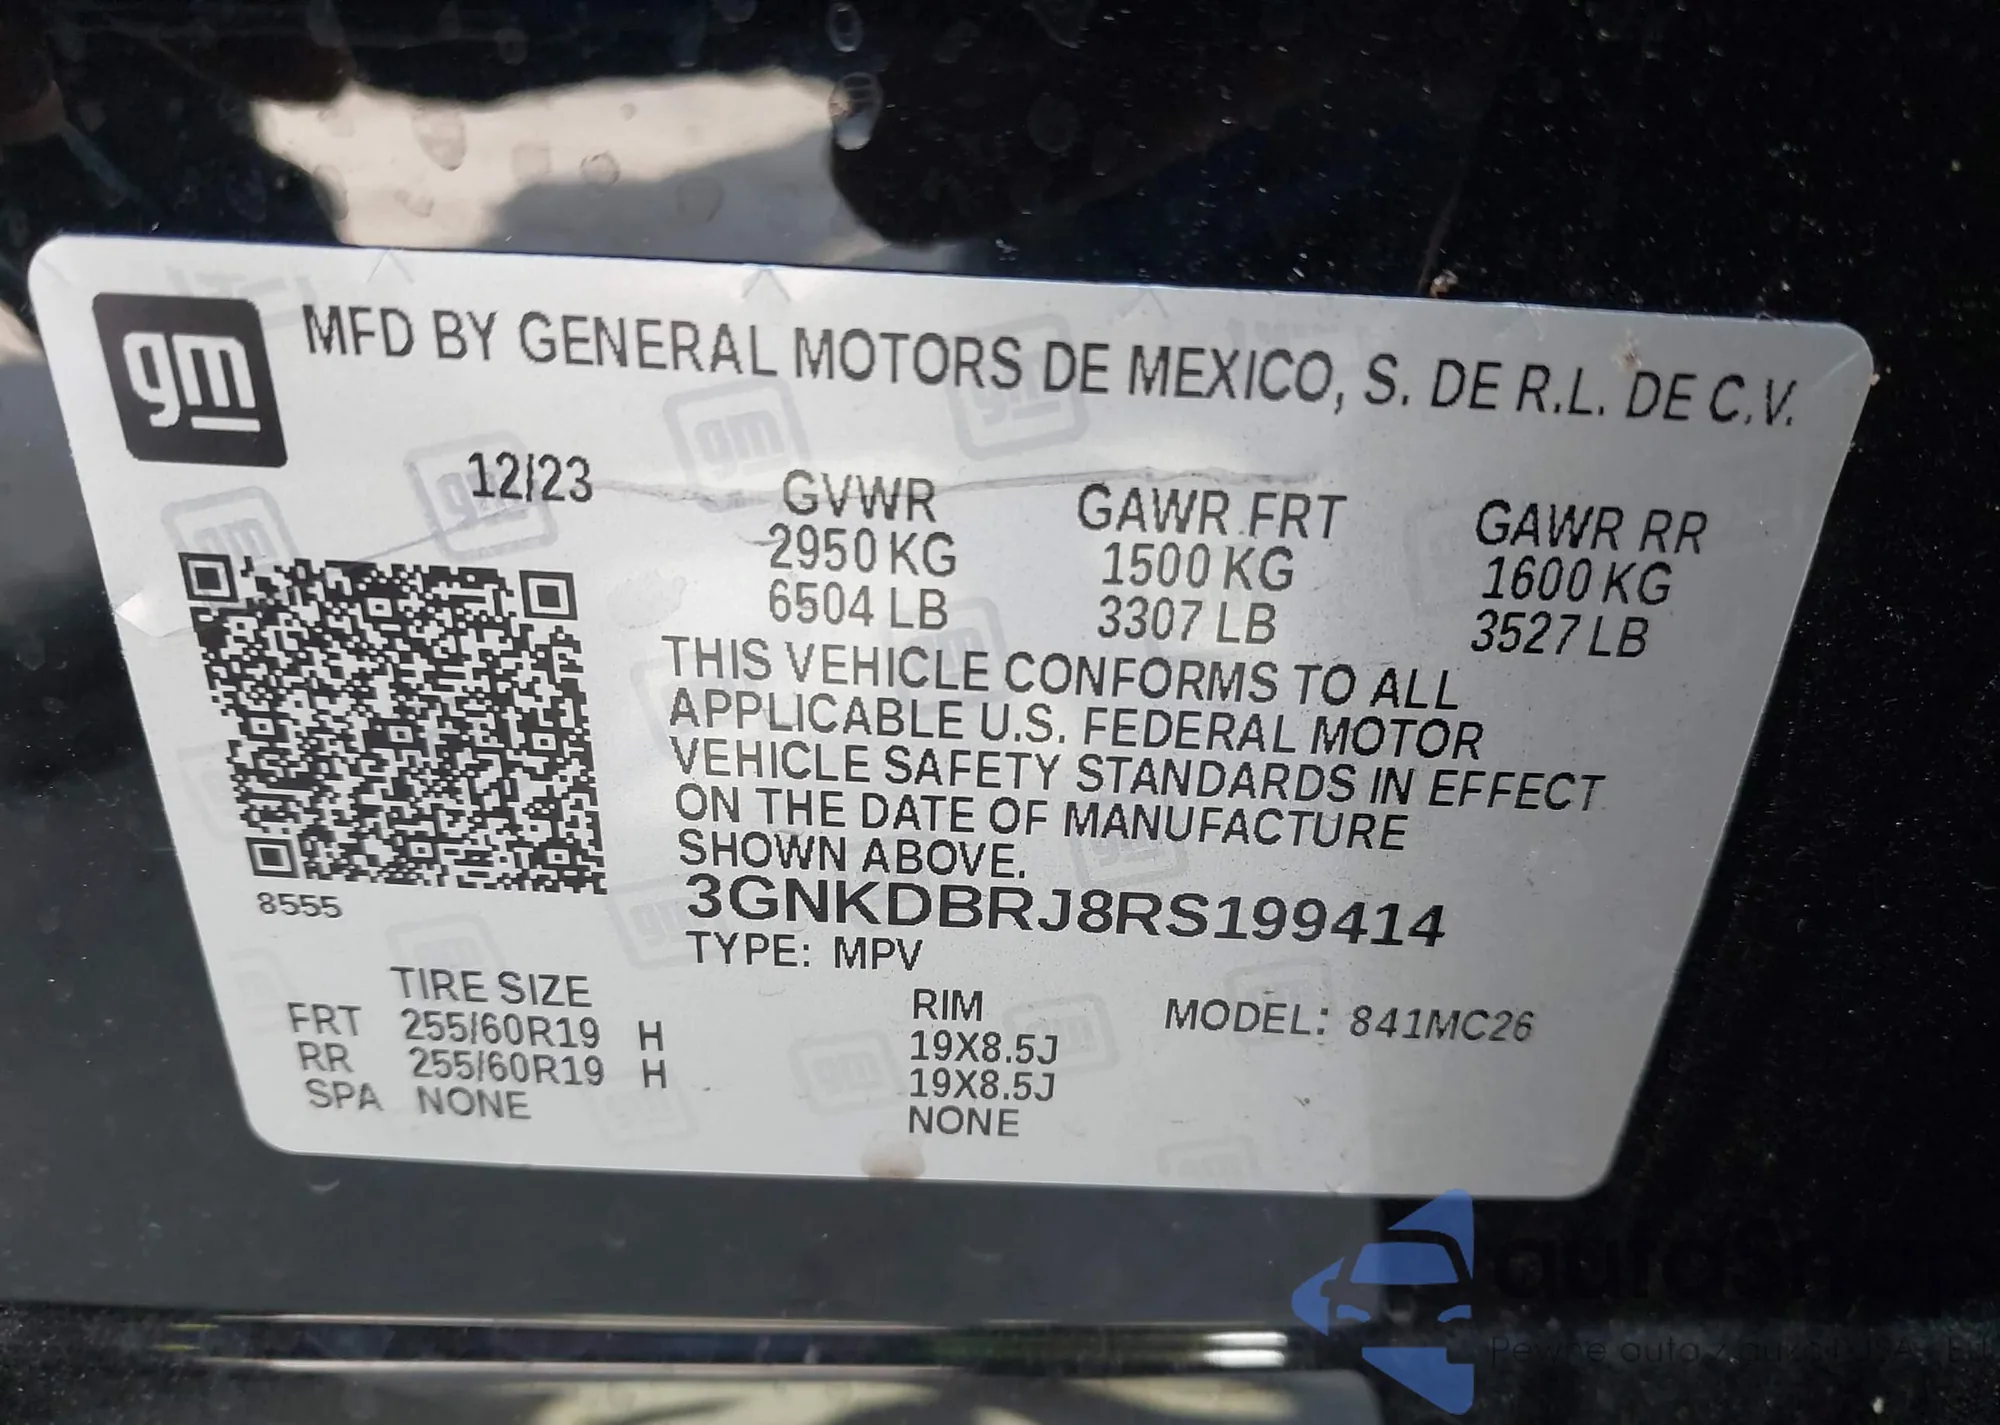 gm
MFD BY GENERAL MOTORS DE MEXICO, S. DE R.L. DE C.V.
12/23
GVWR GAWR FRT GAWR RR
2950 KG 1500 KG 1600 KG
6504 LB 3307 LB 3527 LB
THIS VEHICLE CONFORMS TO ALL
APPLICABLE U.S. FEDERAL MOTOR
VEHICLE SAFETY STANDARDS IN EFFECT
ON THE DATE OF MANUFACTURE
SHOWN ABOVE.
8555
3GNKDBRJ8RS199414
TYPE: MPV
TIRE SIZE RIM MODEL: 841MC26
FRT 255/60R19 H 19X8.5J
RR 255/60R19 H 19X8.5J
SPA NONE NONE
Pewne auta z